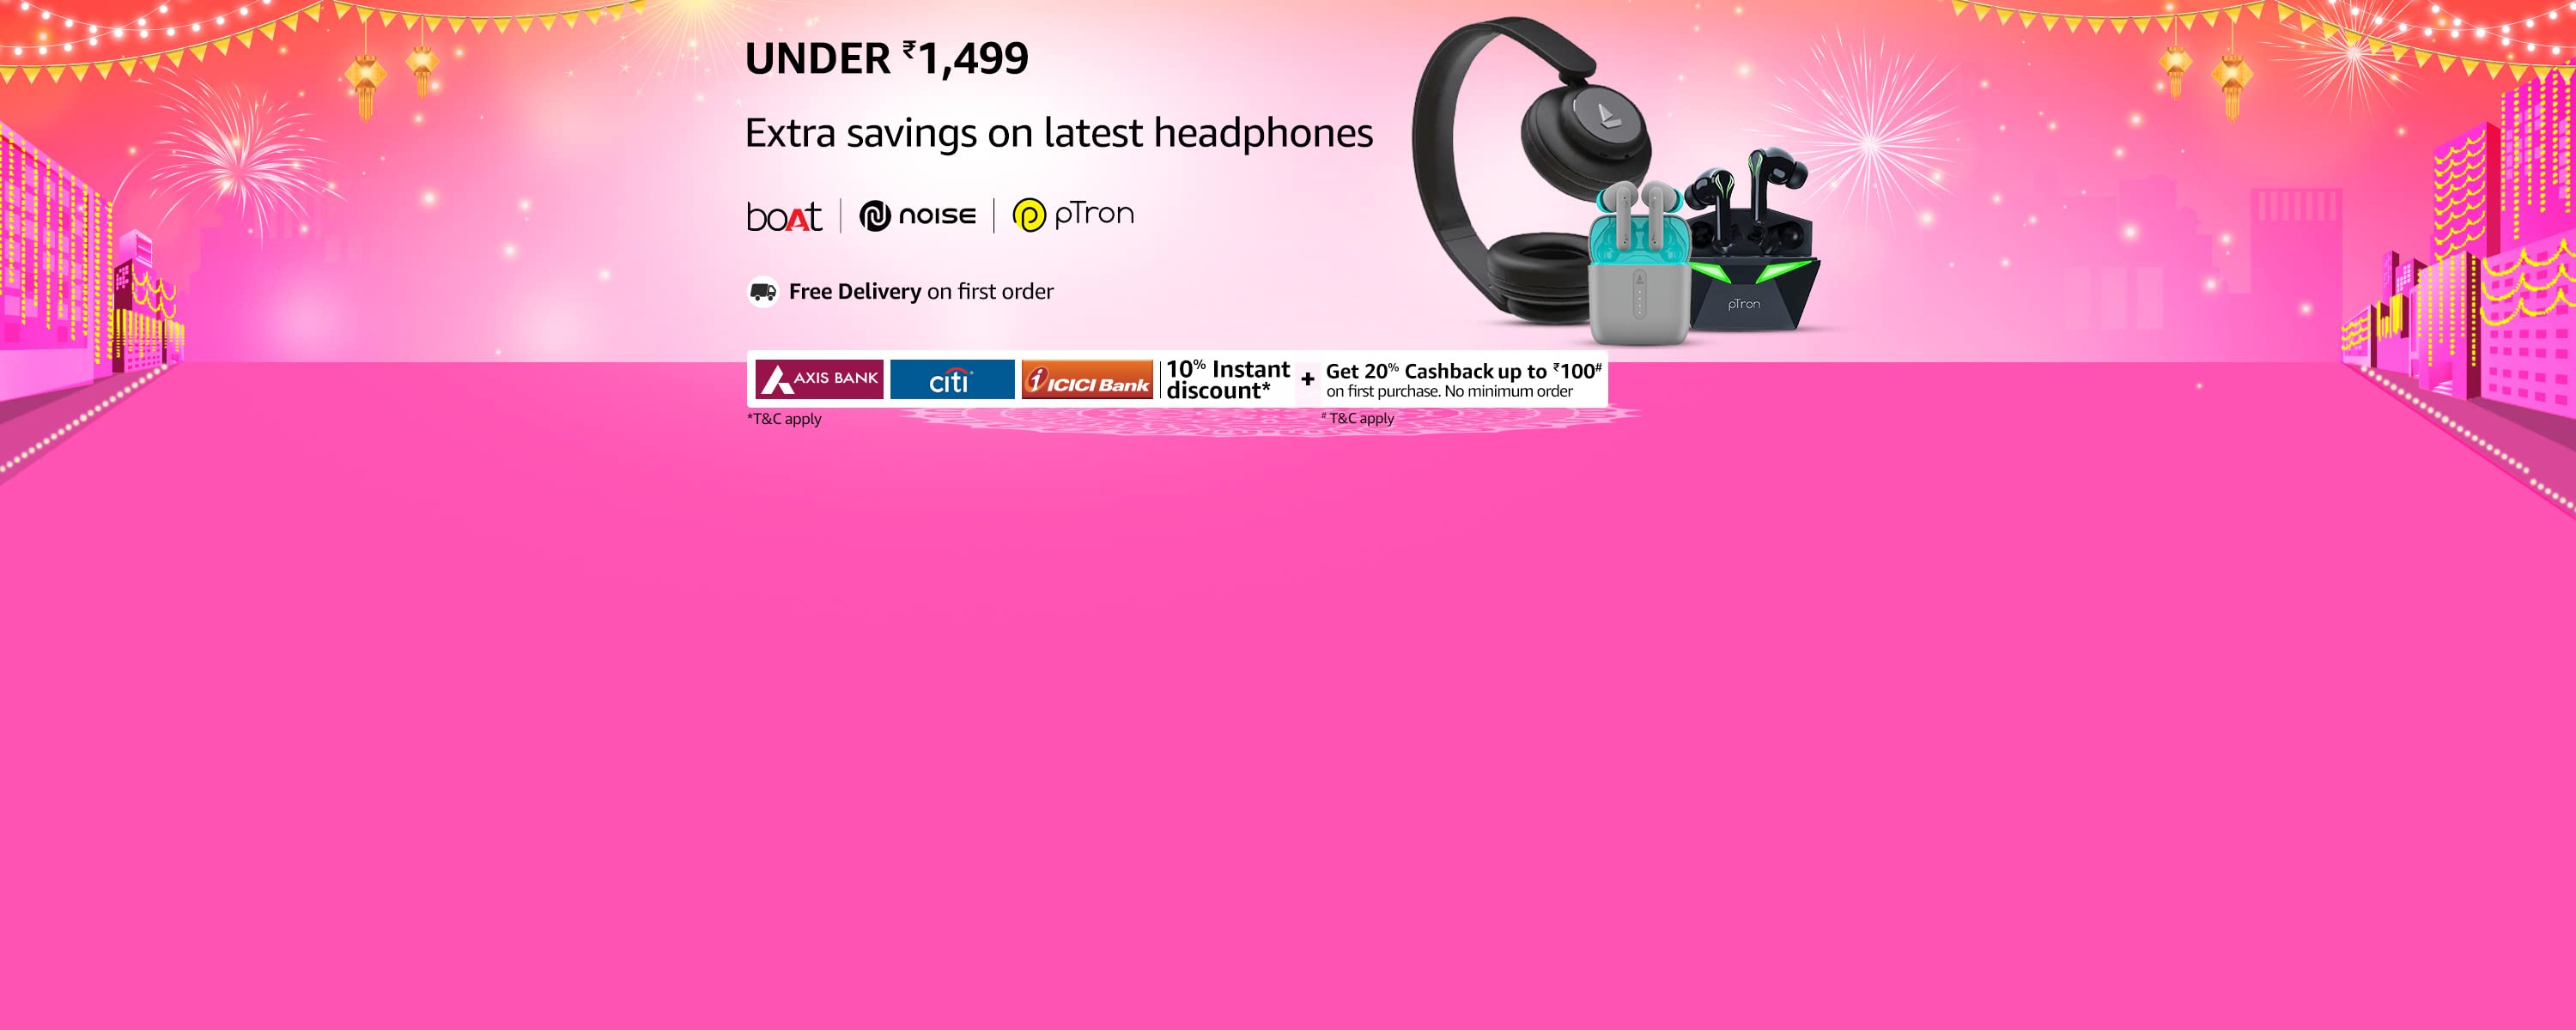 UNDER ₹1,499
Extra savings on latest headphones
boAt | noise | pTron
Free Delivery on first order
pTron
AXIS BANK citi ICICI Bank 10% Instant discount* + Get 20% Cashback up to ₹100#
on first purchase. No minimum order
*T&C apply
# T&C apply